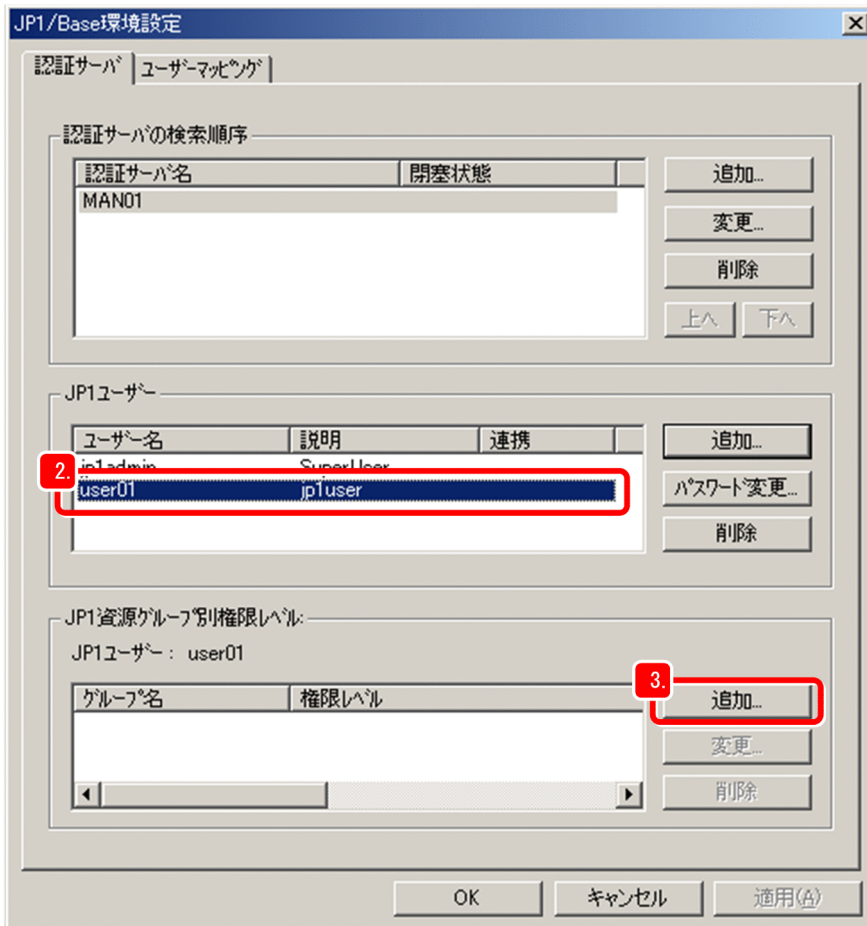 JP1/Base環境設定
認証サーバ ユーザーマッピング
認証サーバの検索順序
認証サーバ名 閉塞状態
追加...
MAN01
変更...
削除
上へ 下へ
JP1ユーザー
ユーザー名 説明 連携
追加...
jp1admin SuperUser
2.
user01 jp1user
パスワード変更...
削除
JP1資源グループ別権限レベル:
JP1ユーザー : user01
3.
グループ名 権限レベル
追加...
変更...
削除
OK キャンセル 適用(A)